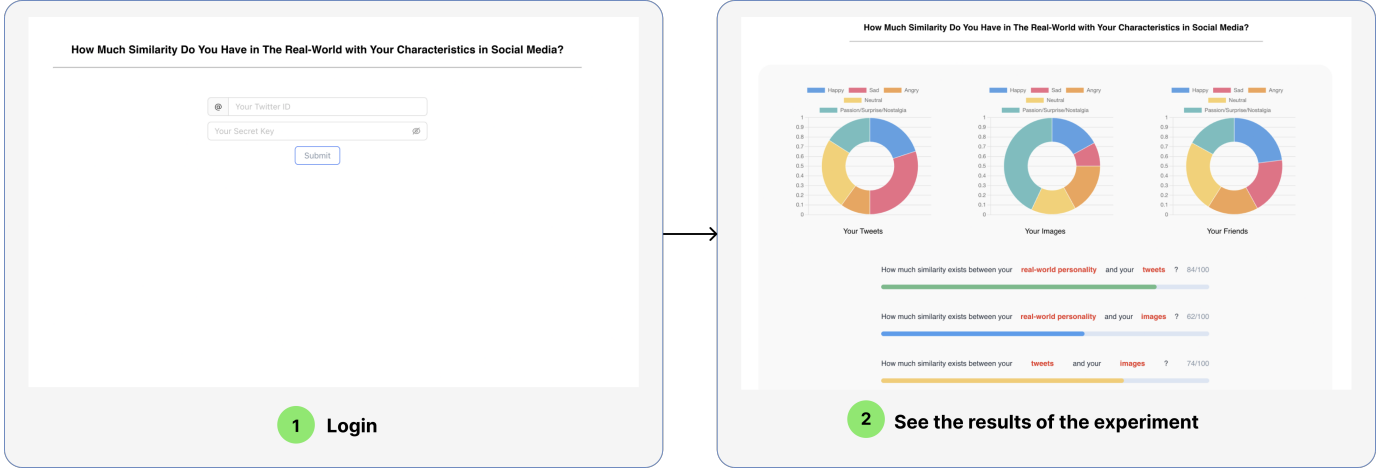 How Much Similarity Do You Have in The Real-World with Your Characteristics in Social Media?
@ Your Twitter ID
Your Secret Key
Submit
1 Login
How Much Similarity Do You Have in The Real-World with Your Characteristics in Social Media?
Happy Sad Angry
Neutral
Passion/Surprise/Nostalgia
1
0.9
0.8
0.7
0.6
0.5
0.4
0.3
0.2
0.1
0
Your Tweets
Happy Sad Angry
Neutral
Passion/Surprise/Nostalgia
1
0.9
0.8
0.7
0.6
0.5
0.4
0.3
0.2
0.1
0
Your Images
Happy Sad Angry
Neutral
Passion/Surprise/Nostalgia
1
0.9
0.8
0.7
0.6
0.5
0.4
0.3
0.2
0.1
0
Your Friends
How much similarity exists between your real-world personality and your tweets ? 84/100
How much similarity exists between your real-world personality and your images ? 62/100
How much similarity exists between your tweets and your images ? 74/100
2 See the results of the experiment